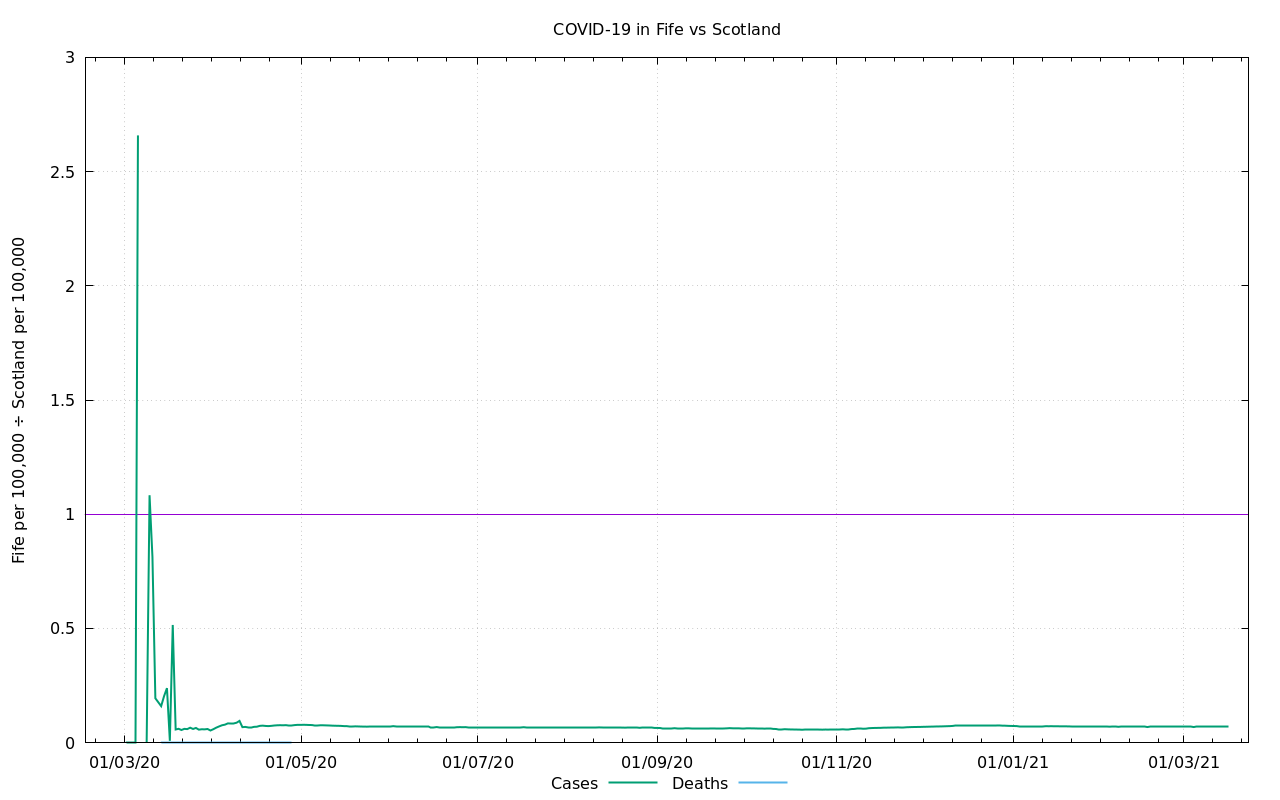 COVID-19 in Fife vs Scotland
Fife per 100,000 ÷ Scotland per 100,000
3
2.5
2
1.5
1
0.5
0
01/03/20 01/05/20 01/07/20 01/09/20 01/11/20 01/01/21 01/03/21
Cases Deaths